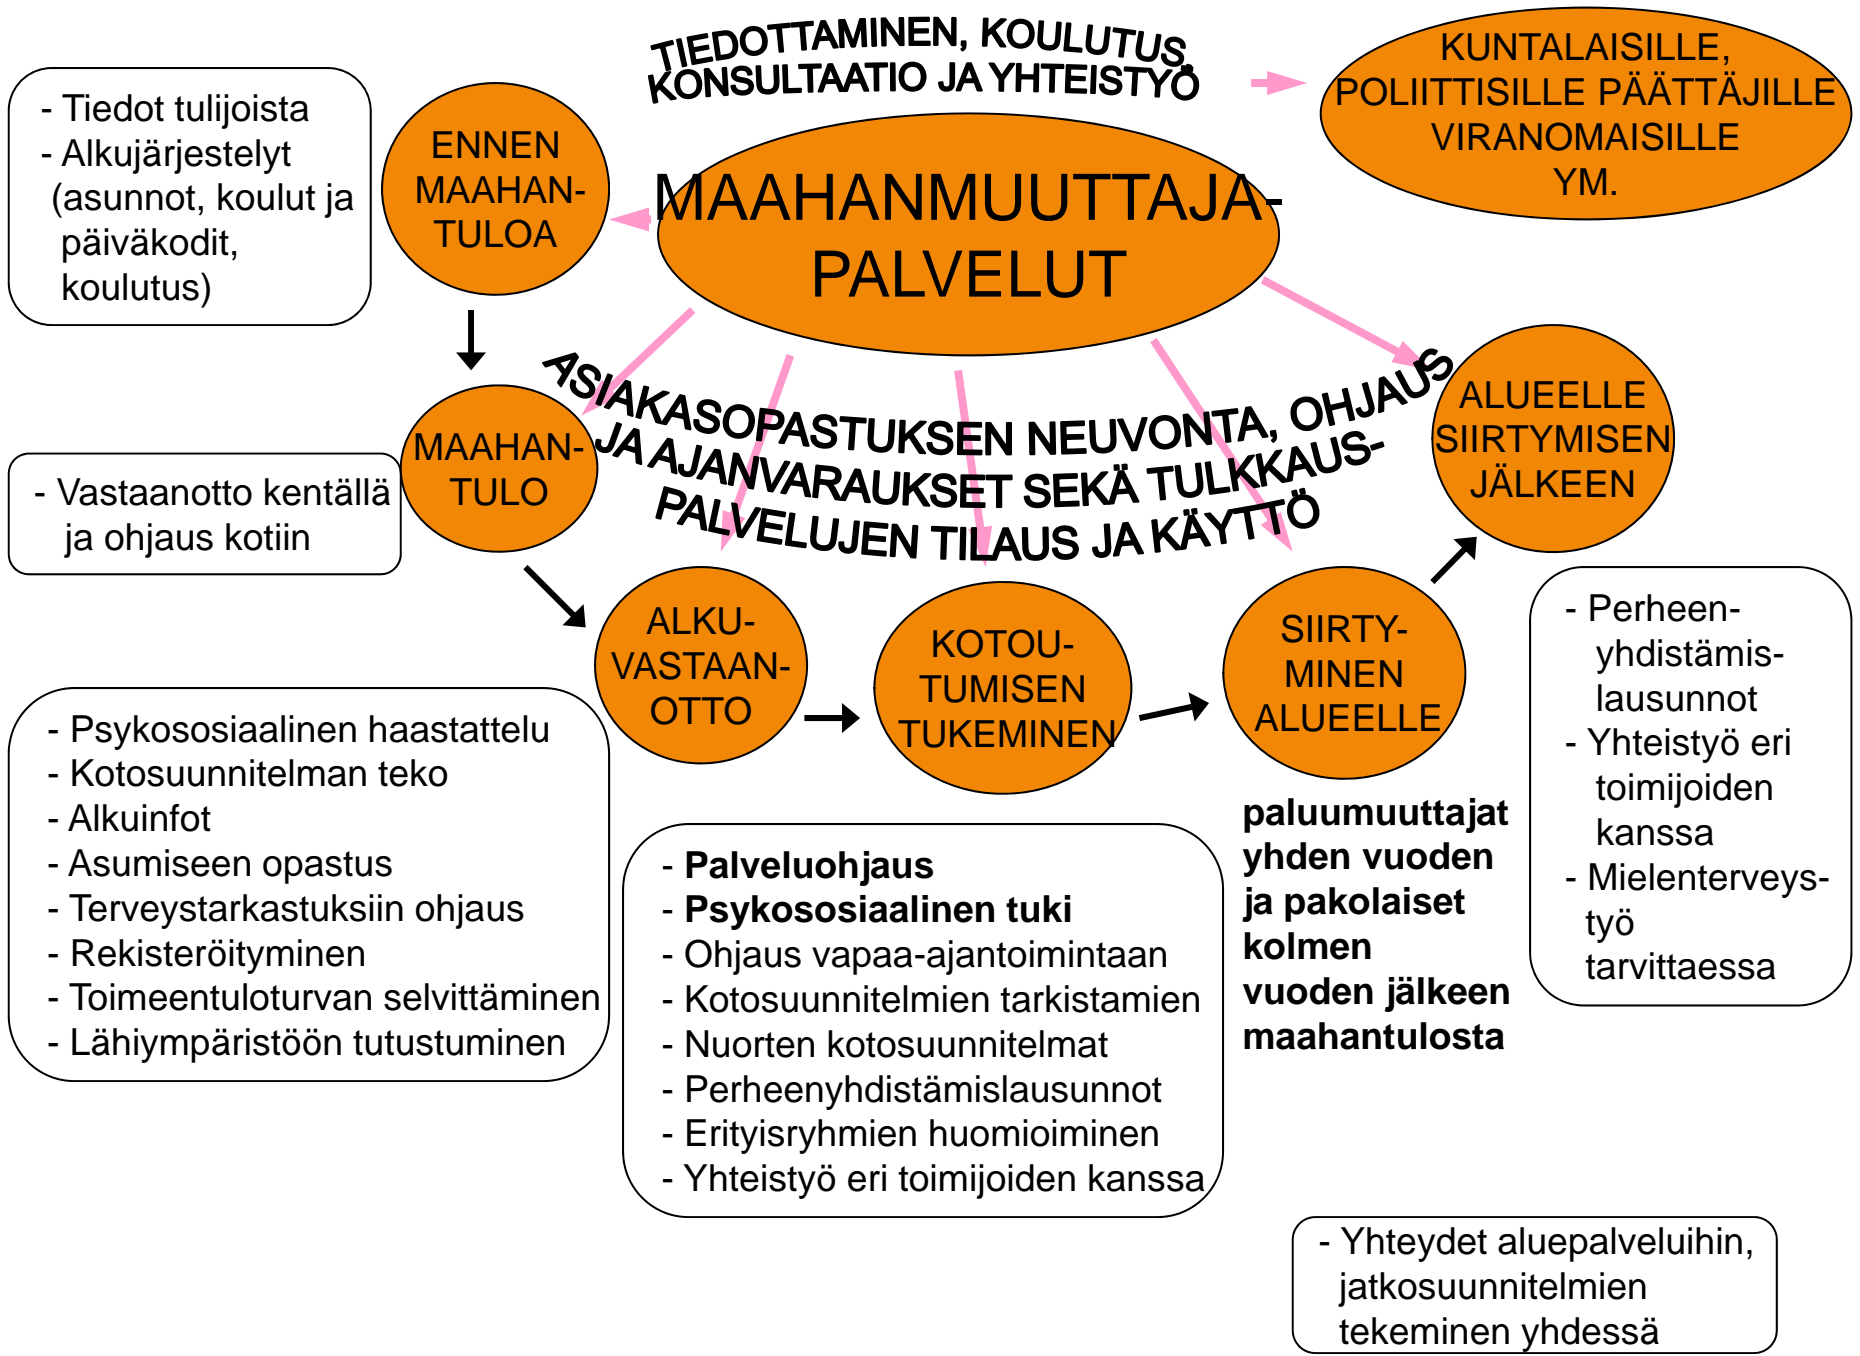 TIEDOTTAMINEN, KOULUTUS,
KONSULTAATIO JA YHTEISTYÖ
KUNTALAISILLE,
POLIITTISILLE PÄÄTTÄJILLE
VIRANOMAISILLE
YM.
- Tiedot tulijoista
- Alkujärjestelyt
(asunnot, koulut ja
päiväkodit,
koulutus)
ENNEN
MAAHAN-
TULOA
MAAHANMUUTTAJA-
PALVELUT
ASIAKASOPASTUKSEN NEUVONTA, OHJAUS
JA AJANVARAUKSET SEKÄ TULKKAUS-
PALVELUJEN TILAUS JA KÄYTTÖ
MAAHAN-
TULO
- Vastaanotto kentällä
ja ohjaus kotiin
ALKU-
VASTAAN-
OTTO
KOTOU-
TUMISEN
TUKEMINEN
SIIRTY-
MINEN
ALUEELLE
ALUEELLE
SIIRTYMISEN
JÄLKEEN
- Psykososiaalinen haastattelu
- Kotosuunnitelman teko
- Alkuinfot
- Asumiseen opastus
- Terveystarkastuksiin ohjaus
- Rekisteröityminen
- Toimeentuloturvan selvittäminen
- Lähiympäristöön tutustuminen
- Palveluohjaus
- Psykososiaalinen tuki
- Ohjaus vapaa-ajantoimintaan
- Kotosuunnitelmien tarkistamien
- Nuorten kotosuunnitelmat
- Perheenyhdistämislausunnot
- Erityisryhmien huomioiminen
- Yhteistyö eri toimijoiden kanssa
paluumuuttajat
yhden vuoden
ja pakolaiset
kolmen
vuoden jälkeen
maahantulosta
- Perheen-
yhdistämis-
lausunnot
- Yhteistyö eri
toimijoiden
kanssa
- Mielenterveys-
työ
tarvittaessa
- Yhteydet aluepalveluihin,
jatkosuunnitelmien
tekeminen yhdessä